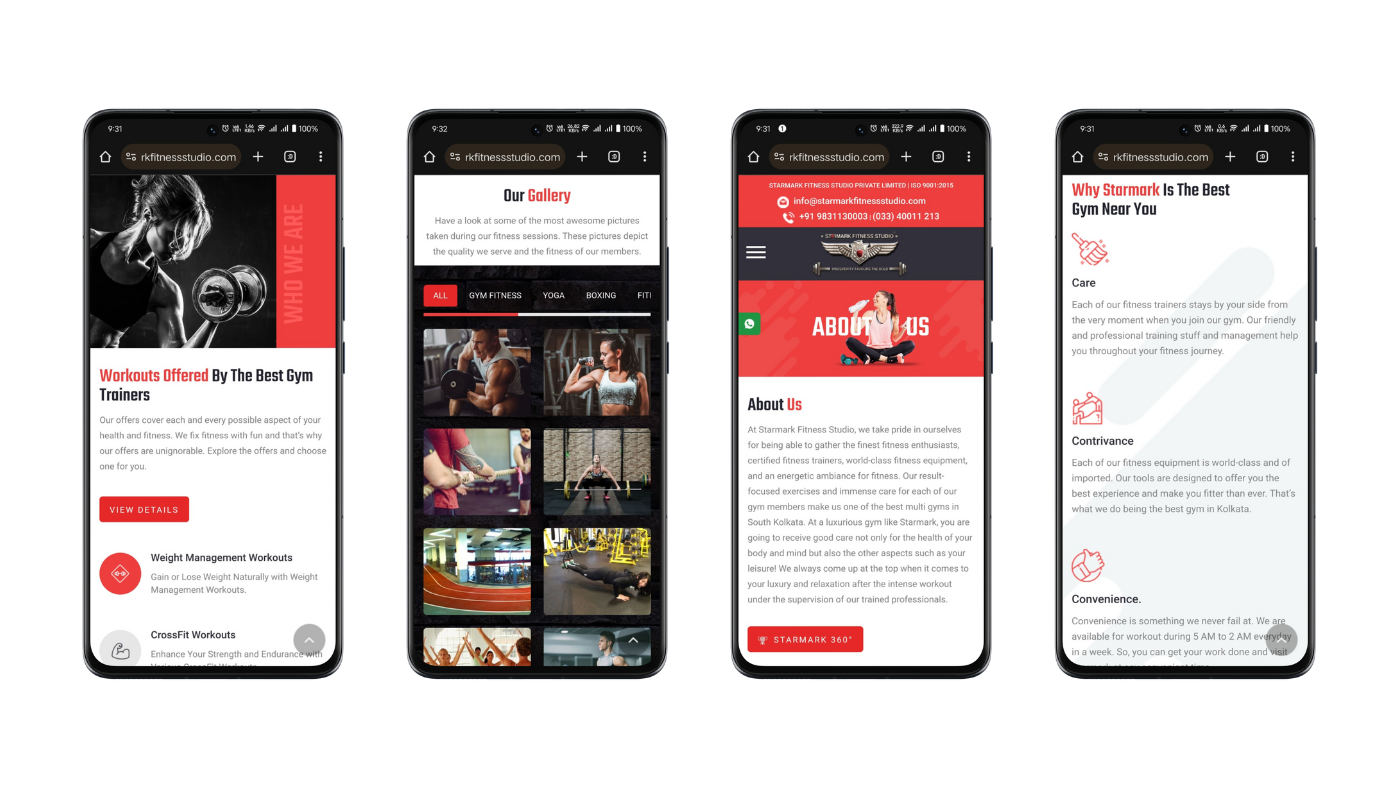 9:31
100%
rkfitnessstudio.com
WHO WE ARE
Workouts Offered By The Best Gym
Trainers
Our offers cover each and every possible aspect of your
health and fitness. We fix fitness with fun and that's why
our offers are unignorable. Explore the offers and choose
one for you.
VIEW DETAILS
Weight Management Workouts
Gain or Lose Weight Naturally with Weight
Management Workouts.
CrossFit Workouts
Enhance Your Strength and Endurance with
9:32
100%
rkfitnessstudio.com
Our Gallery
Have a look at some of the most awesome pictures
taken during our fitness sessions. These pictures depict
the quality we serve and the fitness of our members.
ALL GYM FITNESS YOGA BOXING FIT
9:31
100%
rkfitnessstudio.com
STARMARK FITNESS STUDIO PRIVATE LIMITED | ISO 9001:2015
info@starmarkfitnessstudio.com
+91 9831130003 | (033) 40011 213
STARMARK FITNESS STUDIO
ABOUT US
About Us
At Starmark Fitness Studio, we take pride in ourselves
for being able to gather the finest fitness enthusiasts,
certified fitness trainers, world-class fitness equipment,
and an energetic ambiance for fitness. Our result-
focused exercises and immense care for each of our
gym members make us one of the best multi gyms in
South Kolkata. At a luxurious gym like Starmark, you are
going to receive good care not only for the health of your
body and mind but also the other aspects such as your
leisure! We always come up at the top when it comes to
your luxury and relaxation after the intense workout
under the supervision of our trained professionals.
STARMARK 360°
9:31
100%
rkfitnessstudio.com
Why Starmark Is The Best
Gym Near You
Care
Each of our fitness trainers stays by your side from
the very moment when you join our gym. Our friendly
and professional training stuff and management help
you throughout your fitness journey.
Contrivance
Each of our fitness equipment is world-class and of
imported. Our tools are designed to offer you the
best experience and make you fitter than ever. That's
what we do being the best gym in Kolkata.
Convenience.
Convenience is something we never fail at. We are
available for workout during 5 AM to 2 AM everyday
in a week. So, you can get your work done and visit